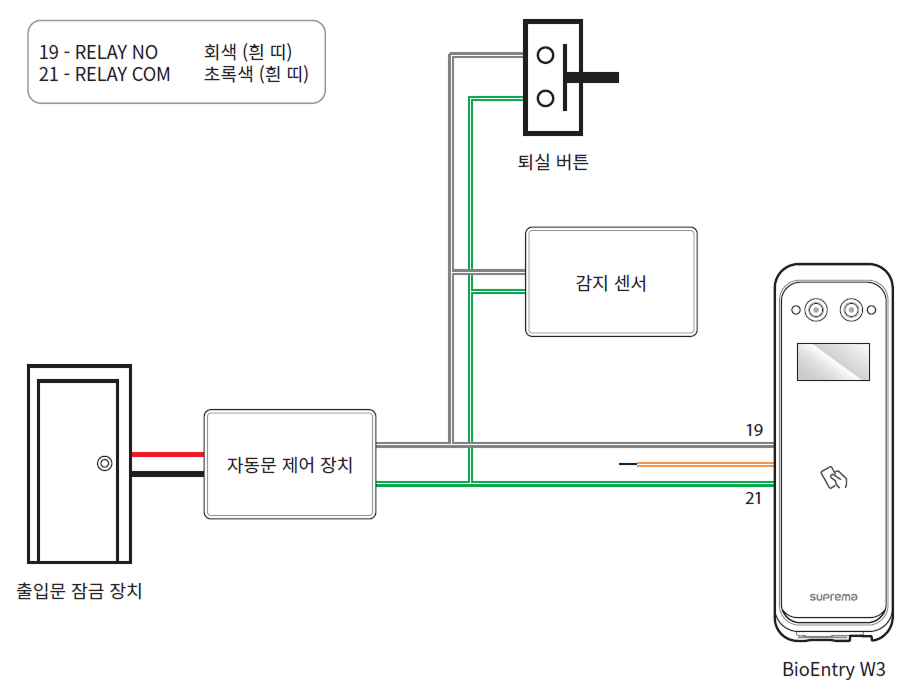 19 - RELAY NO 회색 (흰 띠)
21 - RELAY COM 초록색 (흰 띠)
퇴실 버튼
감지 센서
19
자동문 제어 장치
21
출입문 잠금 장치
suprema
BioEntry W3